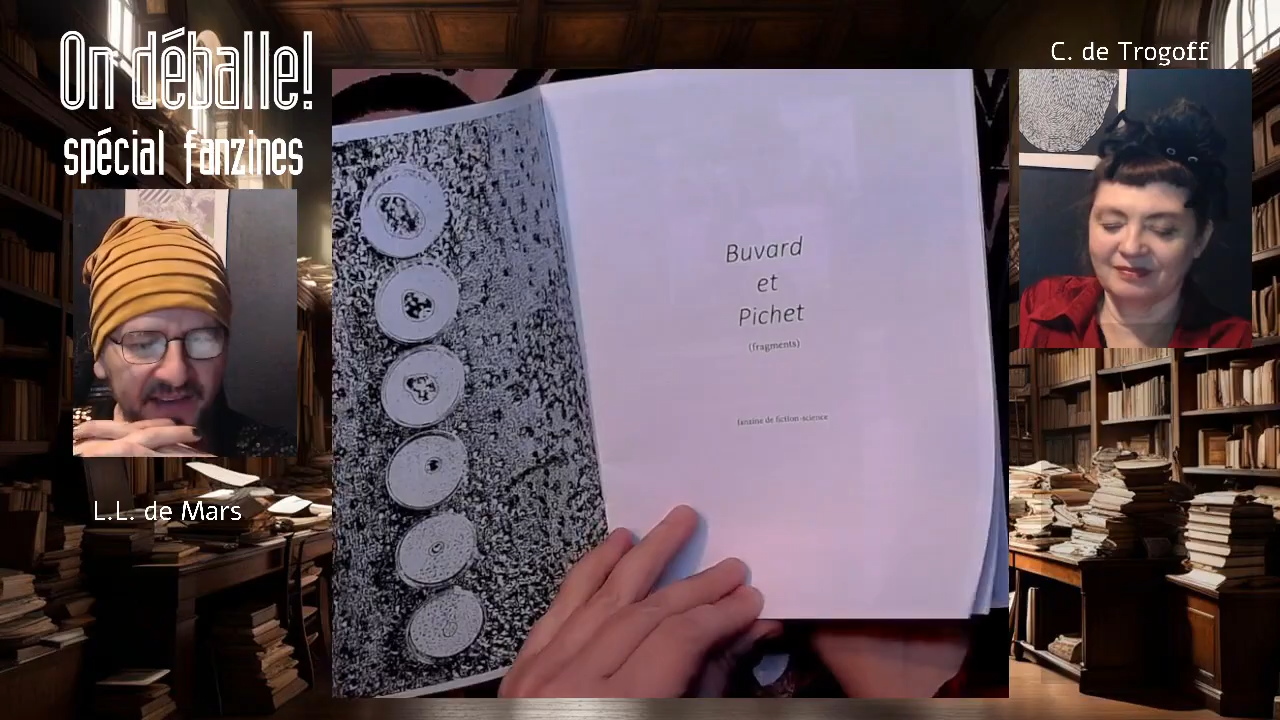 On déballe!
spécial fanzines
C. de Trogoff
Buvard
et
Pichet
(fragments)
fanzine de fiction-science
L.L. de Mars